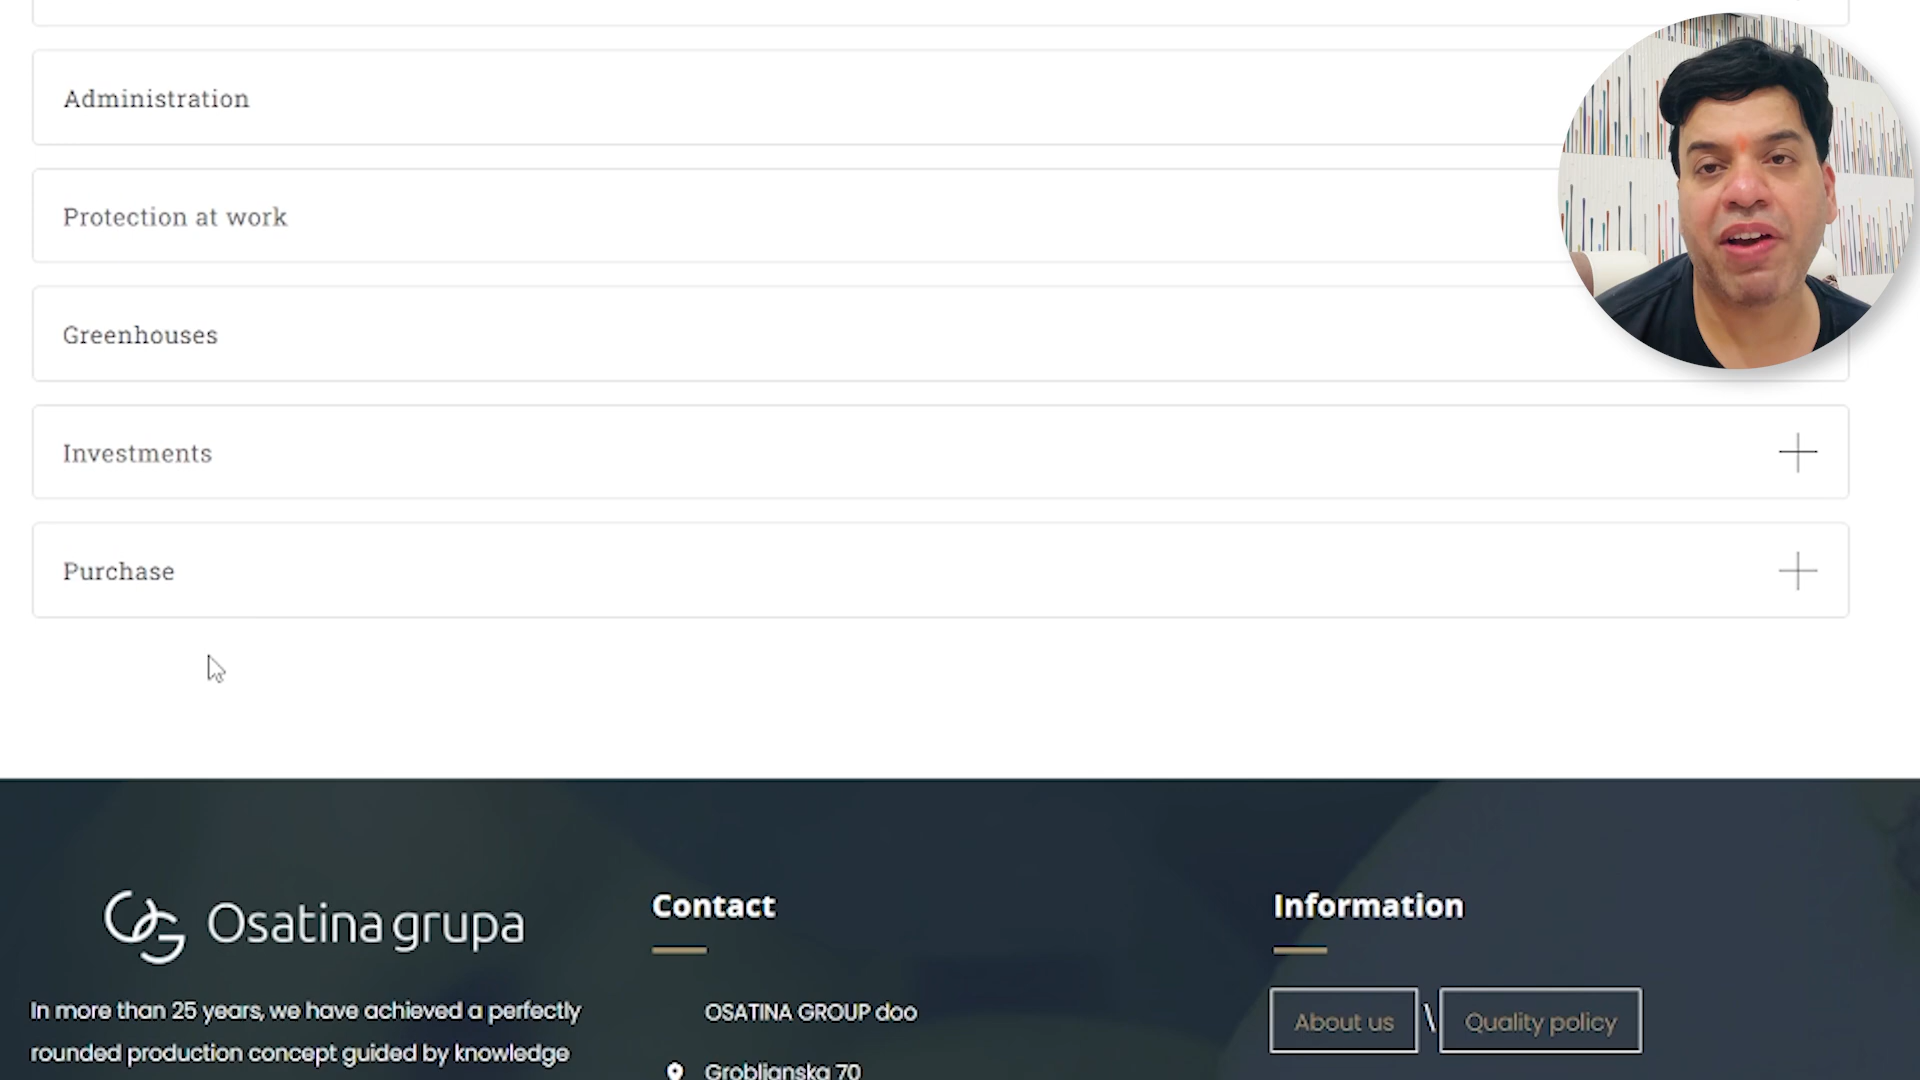 Administration
Protection at work
Greenhouses
Investments
Purchase
Osatina grupa
In more than 25 years, we have achieved a perfectly
rounded production concept guided by knowledge
Contact
OSATINA GROUP doo
Grobljanska 70
Information
About us \ Quality policy